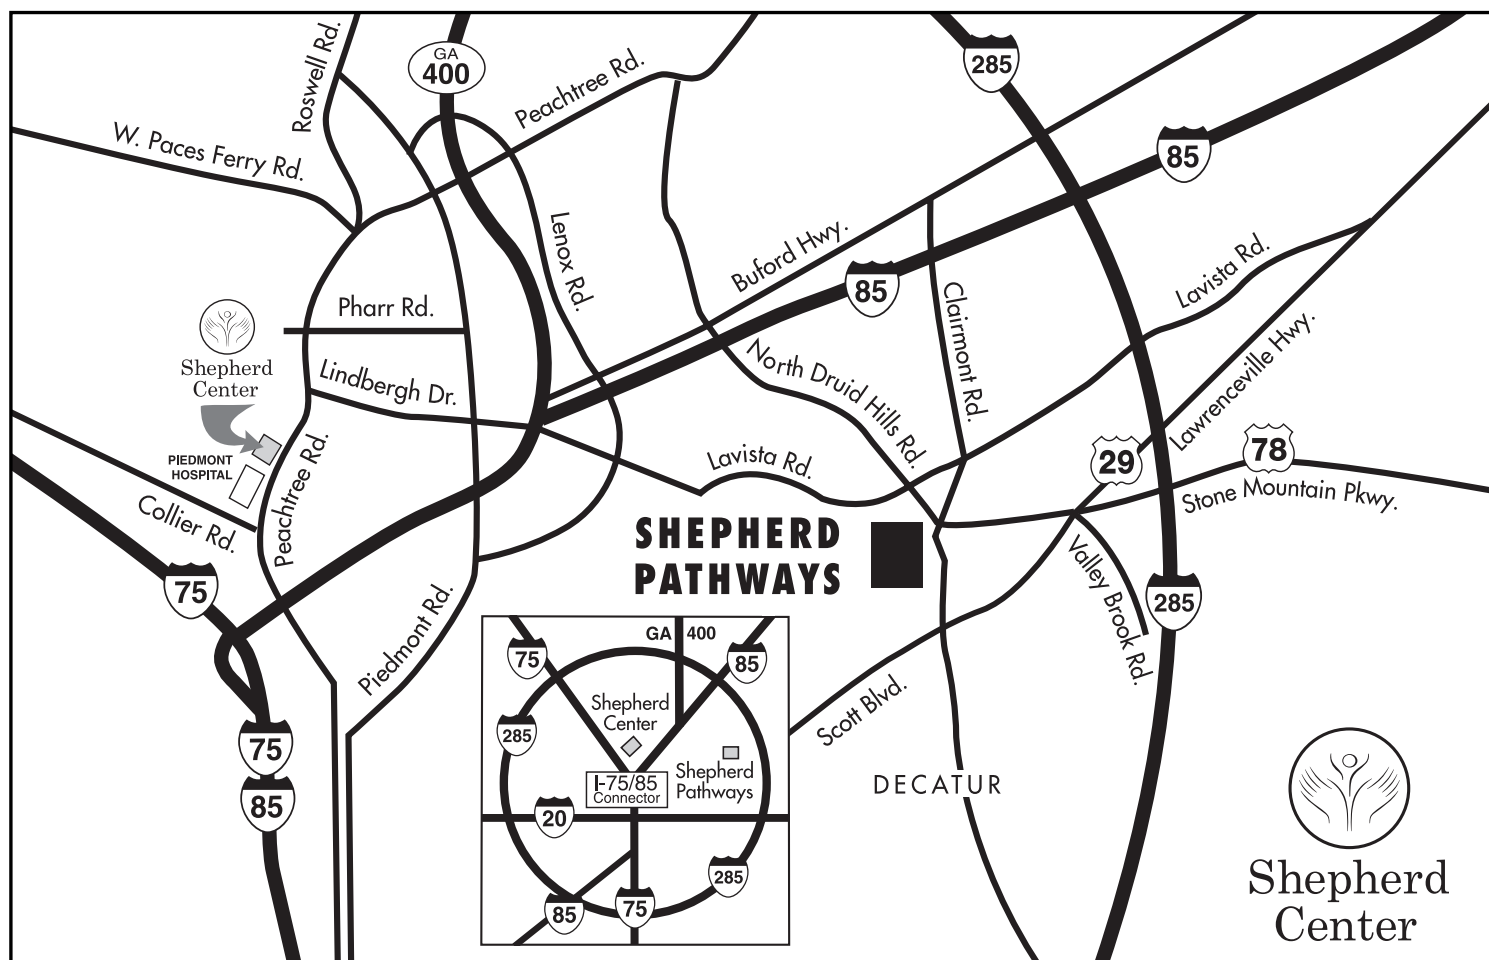 Roswell Rd.
GA
400
Peachtree Rd.
285
W. Paces Ferry Rd.
85
Lenox Rd.
Buford Hwy.
85
Lavista Rd.
Clairmont Rd.
Pharr Rd.
Shepherd
Center
Lindbergh Dr.
North Druid Hills Rd.
Lawrenceville Hwy.
PIEDMONT
HOSPITAL
Peachtree Rd.
Lavista Rd.
29
78
Stone Mountain Pkwy.
Collier Rd.
SHEPHERD
PATHWAYS
75
Valley Brook Rd.
285
Piedmont Rd.
GA 400
75
85
Shepherd
Center
285
Shepherd
Pathways
I-75/85
Connector
20
285
85
75
Scott Blvd.
75
85
DECATUR
Shepherd
Center